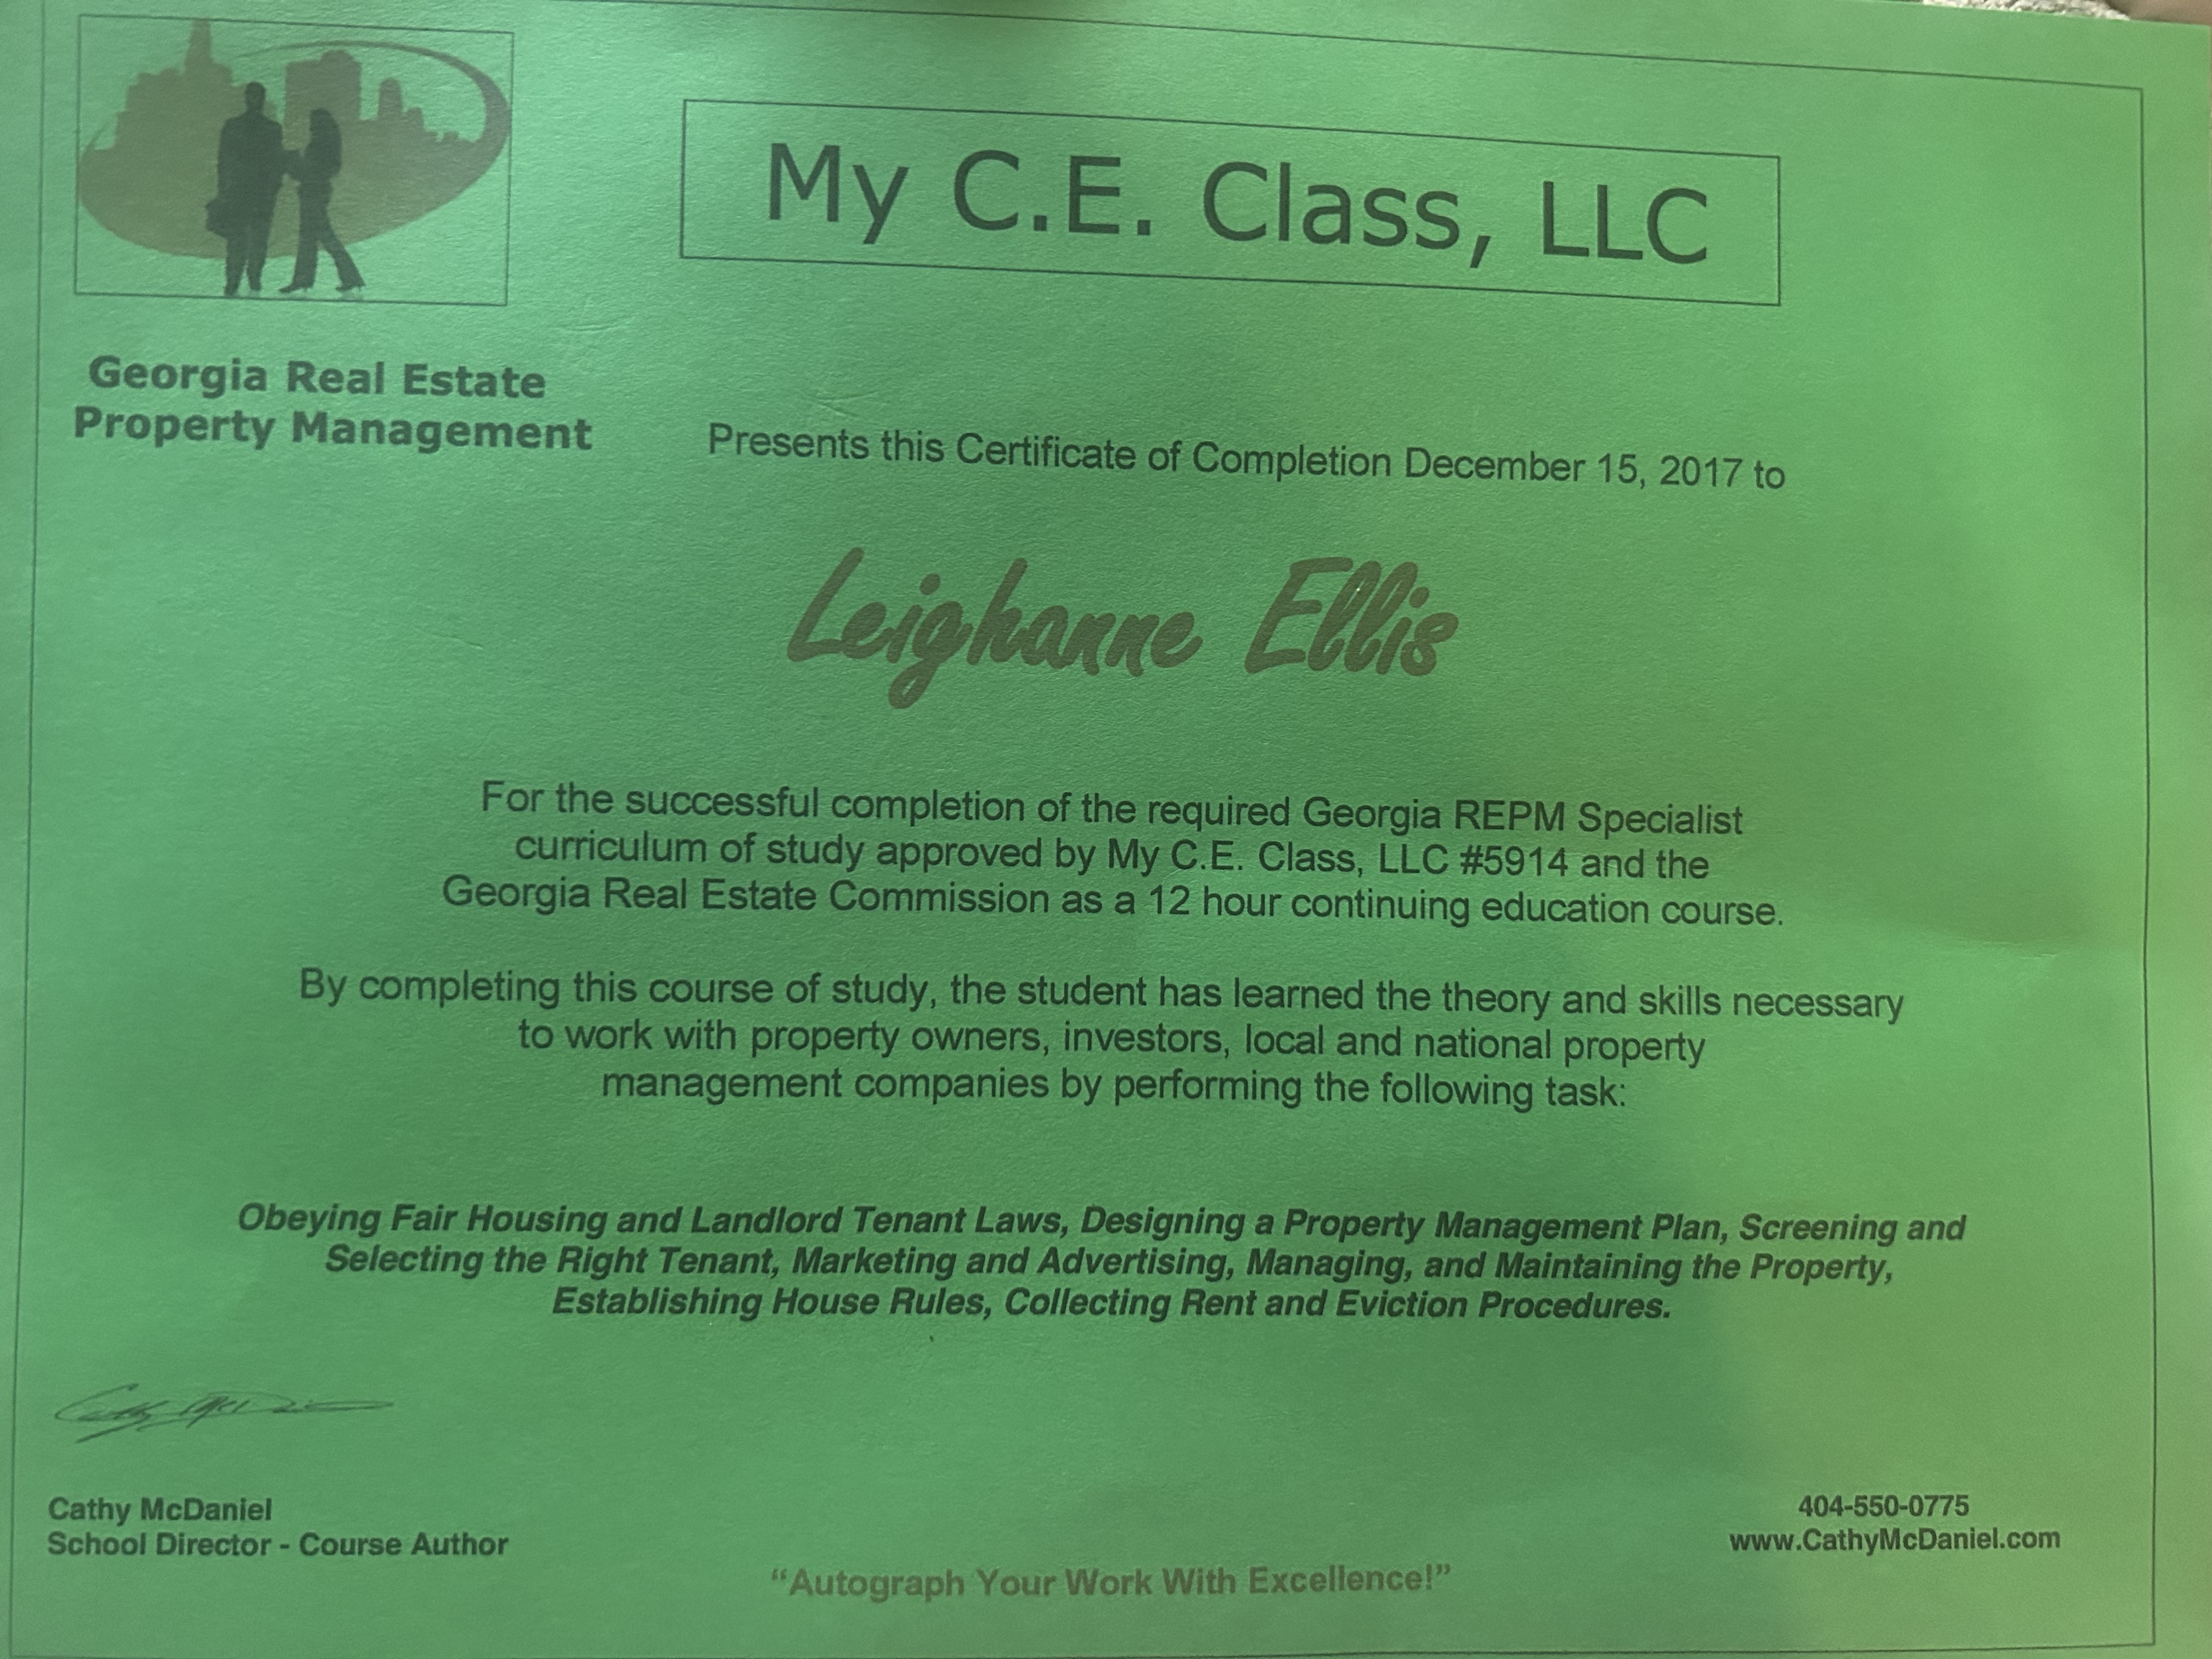 My C.E. Class, LLC
Georgia Real Estate
Property Management
Presents this Certificate of Completion December 15, 2017 to
Leighanne Ellis
For the successful completion of the required Georgia REPM Specialist
curriculum of study approved by My C.E. Class, LLC #5914 and the
Georgia Real Estate Commission as a 12 hour continuing education course.
By completing this course of study, the student has learned the theory and skills necessary
to work with property owners, investors, local and national property
management companies by performing the following task:
Obeying Fair Housing and Landlord Tenant Laws, Designing a Property Management Plan, Screening and
Selecting the Right Tenant, Marketing and Advertising, Managing, and Maintaining the Property,
Establishing House Rules, Collecting Rent and Eviction Procedures.
Cathy McDaniel
School Director - Course Author
404-550-0775
www.CathyMcDaniel.com
“Autograph Your Work With Excellence!”